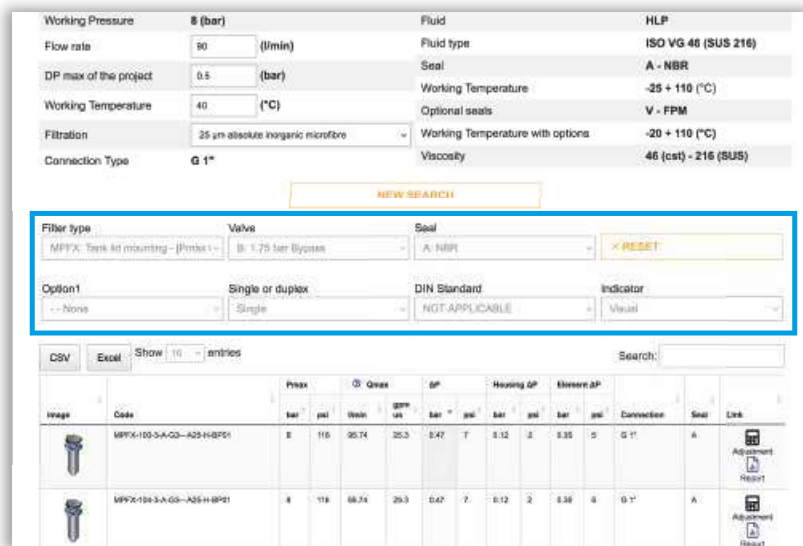 Working Pressure 8 (bar) Fluid HLP
Flow rate 90 (l/min) Fluid type ISO VG 46 (SUS 216)
DP max of the project 0.5 (bar) Seal A - NBR
Working Temperature -25 ÷ 110 (°C)
Working Temperature 40 (°C) Optional seals V - FPM
Filtration 25 µm absolute inorganic microfibre Working Temperature with options -20 ÷ 110 (°C)
Connection Type G 1" Viscosity 46 (cst) - 216 (SUS)
NEW SEARCH
Filter type Valve Seal
MPFX: Tank lid mounting - B: 1.75 bar Bypass A: NBR × RESET
Option1 Single or duplex DIN Standard Indicator
-- None Single NOT APPLICABLE Visual
CSV Excel Show 10 entries Search:
Pmax Qmax ΔP Housing ΔP Element ΔP
Image Code bar psi l/min gpm us bar psi bar psi bar psi Connection Seal Link
MPFX-100-3-A-G3---A25-H-BP01 8 116 95.74 25.3 0.47 7 0.12 2 0.35 5 G 1" A
Adjustment
Report
MPFX-104-3-A-G3---A25-H-BP01 8 116 25.3 0.47 7 0.12 2 G 1" A
Adjustment
Report